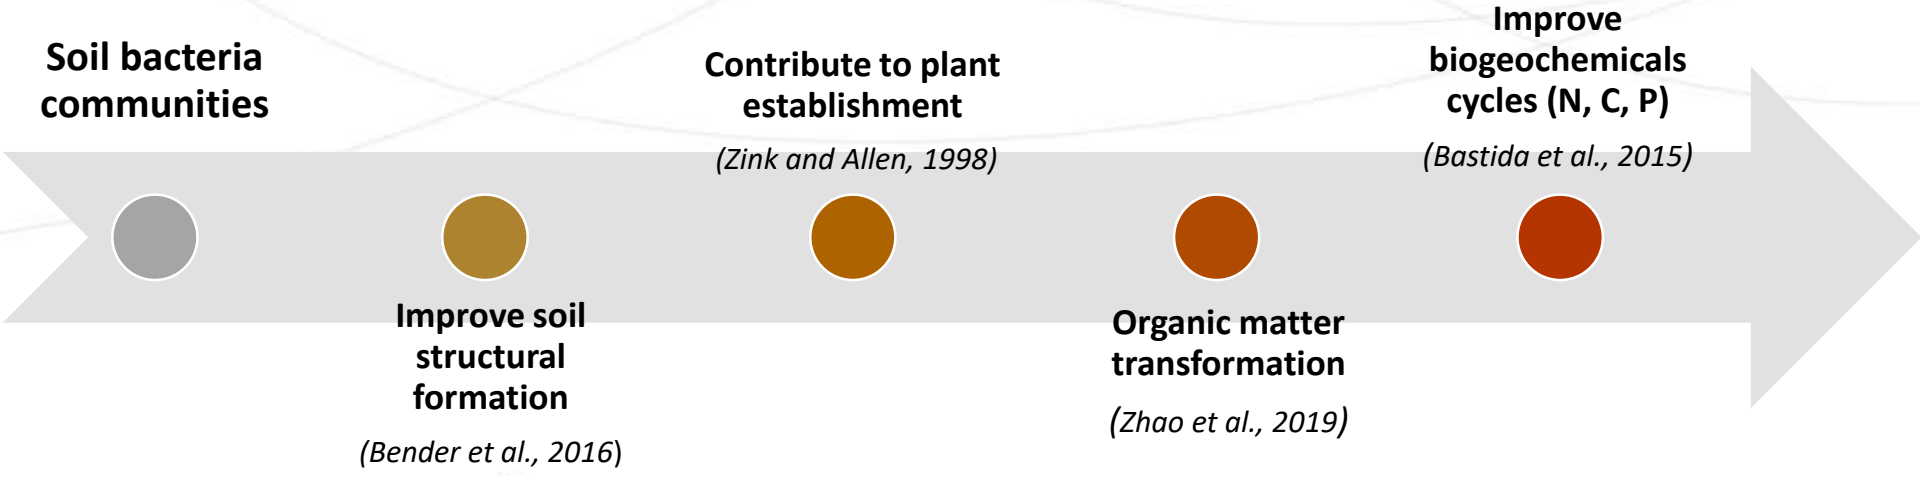 Soil bacteria
communities
Improve soil
structural
formation
(Bender et al., 2016)
Contribute to plant
establishment
(Zink and Allen, 1998)
Organic matter
transformation
(Zhao et al., 2019)
Improve
biogeochemicals
cycles (N, C, P)
(Bastida et al., 2015)